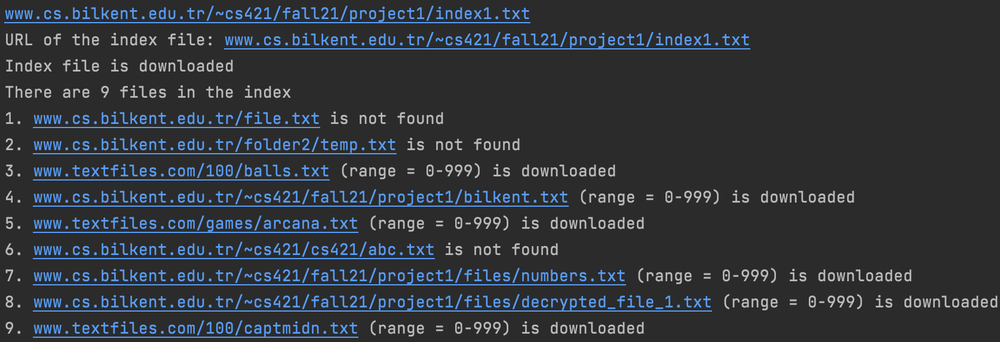 www.cs.bilkent.edu.tr/~cs421/fall21/project1/index1.txt
URL of the index file: www.cs.bilkent.edu.tr/~cs421/fall21/project1/index1.txt
Index file is downloaded
There are 9 files in the index
1. www.cs.bilkent.edu.tr/file.txt is not found
2. www.cs.bilkent.edu.tr/folder2/temp.txt is not found
3. www.textfiles.com/100/balls.txt (range = 0-999) is downloaded
4. www.cs.bilkent.edu.tr/~cs421/fall21/project1/bilkent.txt (range = 0-999) is downloaded
5. www.textfiles.com/games/arcana.txt (range = 0-999) is downloaded
6. www.cs.bilkent.edu.tr/~cs421/cs421/abc.txt is not found
7. www.cs.bilkent.edu.tr/~cs421/fall21/project1/files/numbers.txt (range = 0-999) is downloaded
8. www.cs.bilkent.edu.tr/~cs421/fall21/project1/files/decrypted_file_1.txt (range = 0-999) is downloaded
9. www.textfiles.com/100/captmidn.txt (range = 0-999) is downloaded